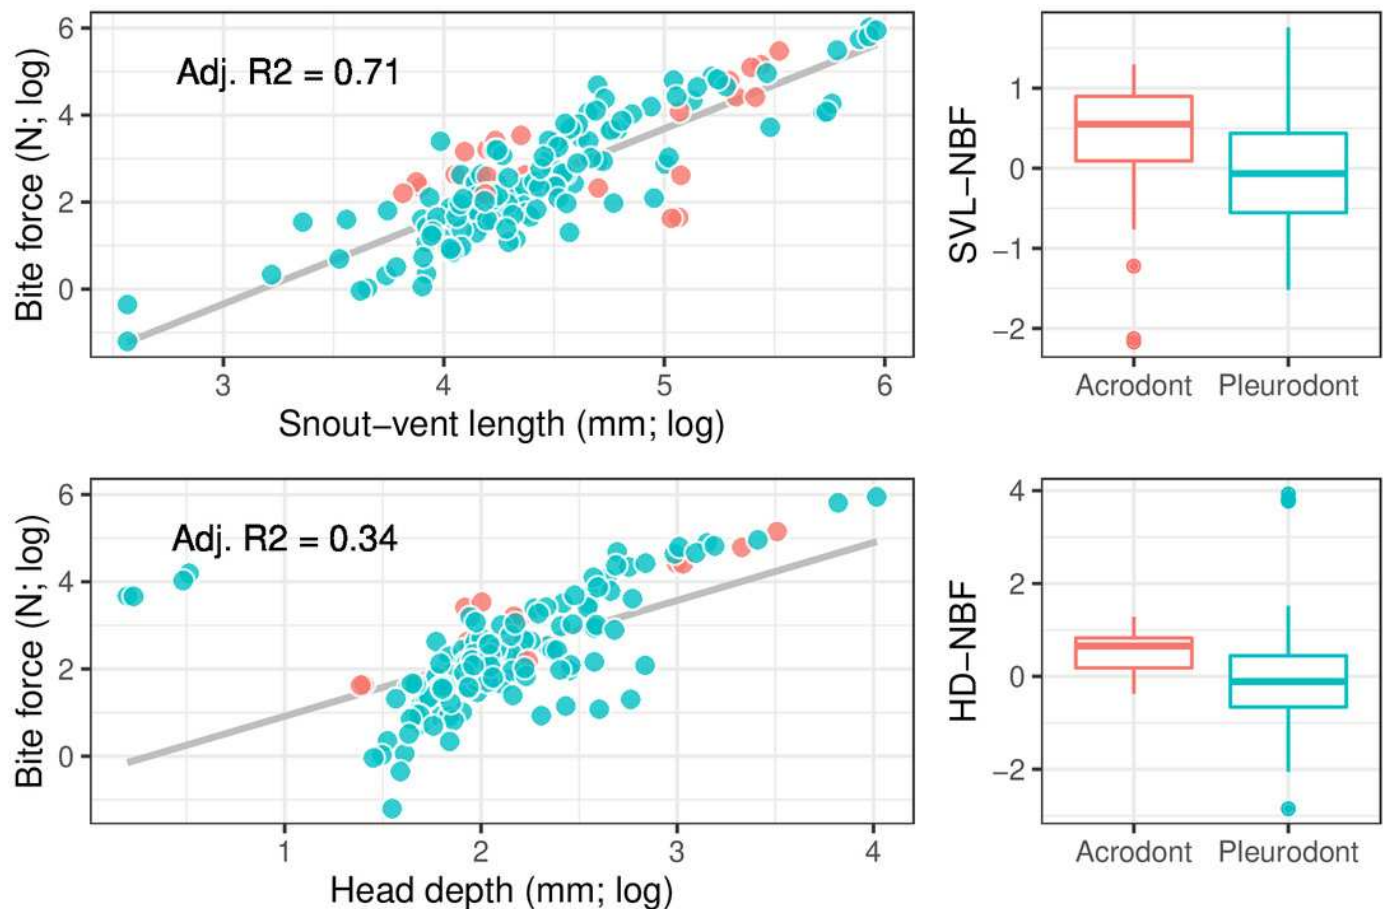 Bite force (N; log)
6
4
2
0
Adj. R2 = 0.71
3
4
5
6
Snout−vent length (mm; log)
SVL−NBF
1
0
−1
−2
Acrodont
Pleurodont
Bite force (N; log)
6
4
2
0
Adj. R2 = 0.34
1
2
3
4
Head depth (mm; log)
HD−NBF
4
2
0
−2
Acrodont
Pleurodont